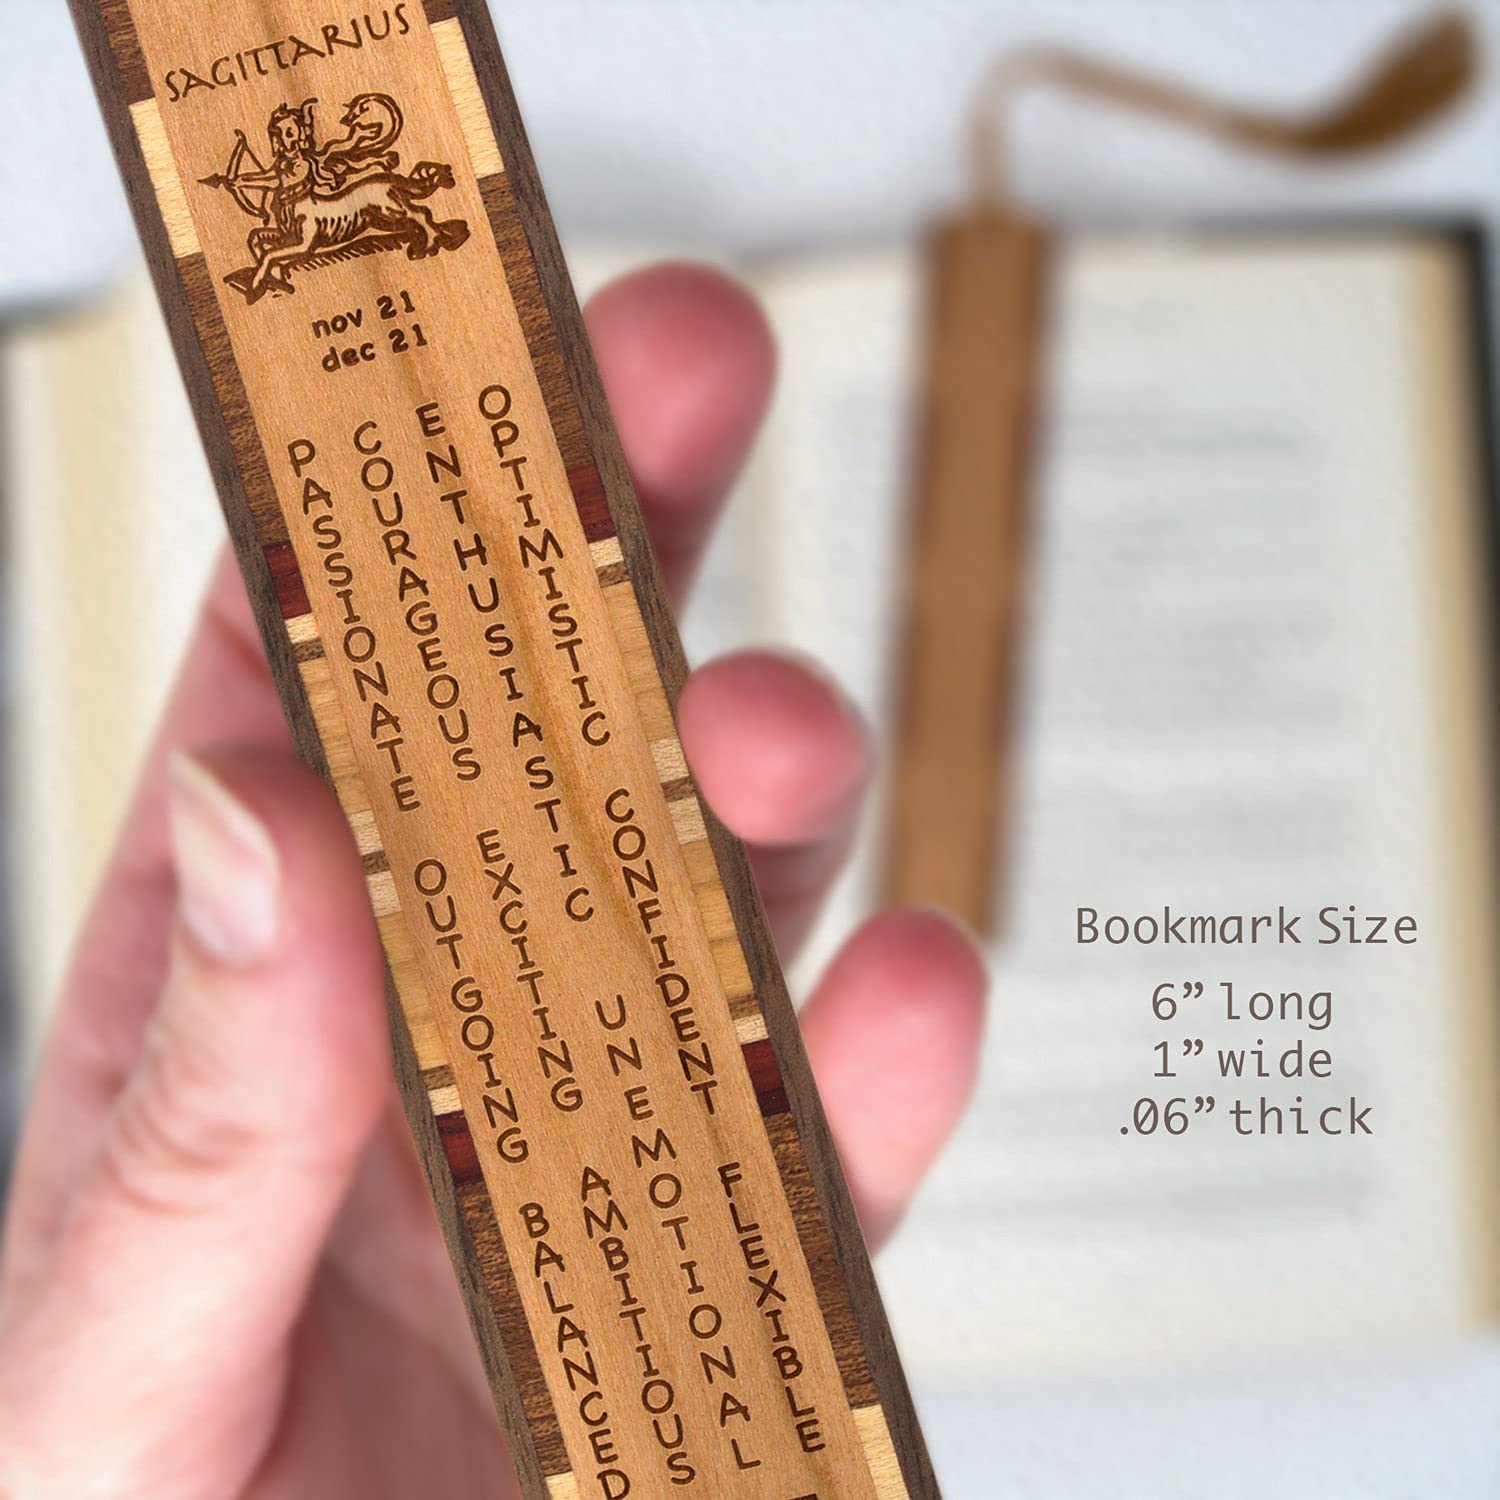 SAGITTARIUS
nov 21
dec 21
PASSIONATE OUTGOING BALANCED
COURAGEOUS EXCITING AMBITIOUS
ENTHUSIASTIC UNEMOTIONAL
OPTIMISTIC CONFIDENT FLEXIBLE
Bookmark Size
6” long
1” wide
.06” thick